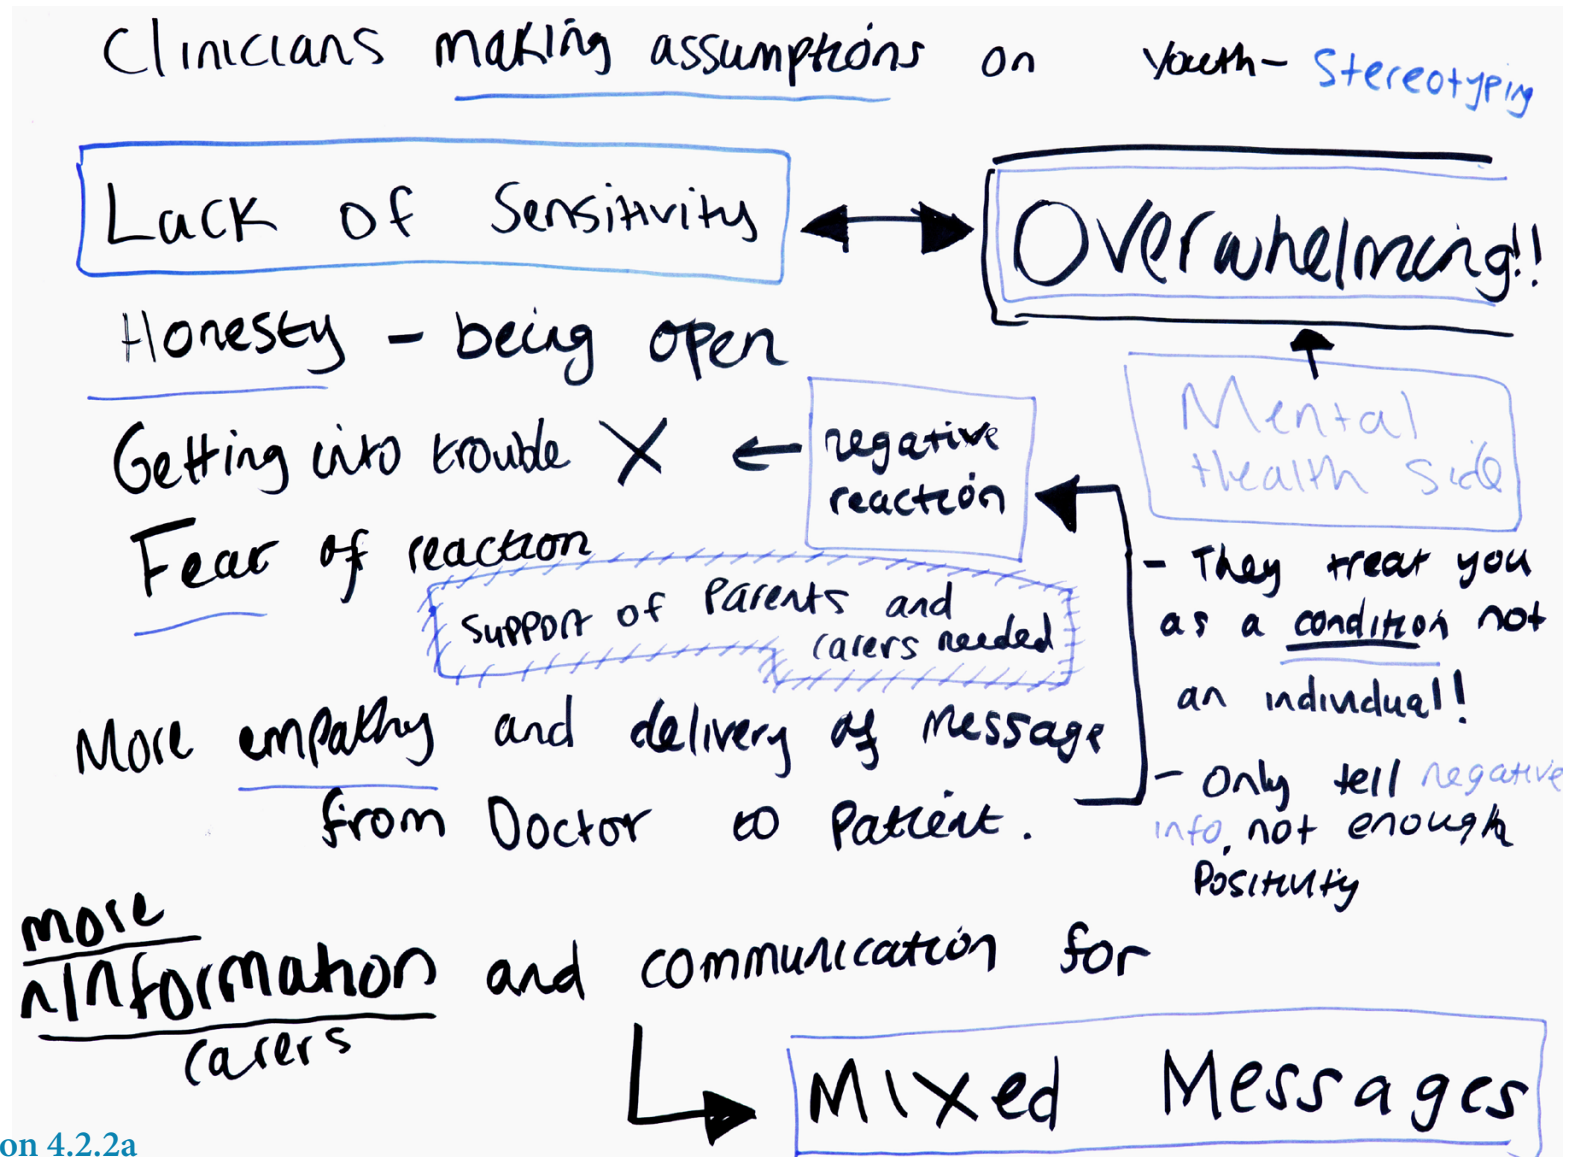 Clinicians making assumptions on Youth - Stereotyping
Lack of Sensitivity
Overwhelming!!
Honesty - being open
Getting into trouble X
negative
reaction
Mental
Health side
Fear of reaction
Support of Parents and
carers needed
- They treat you
as a condition not
an individual!
More empathy and delivery of message
from Doctor to Patient.
- Only tell negative
info, not enough
Positivity
more
Information and communication for
carers
Mixed Messages
on 4.2.2a